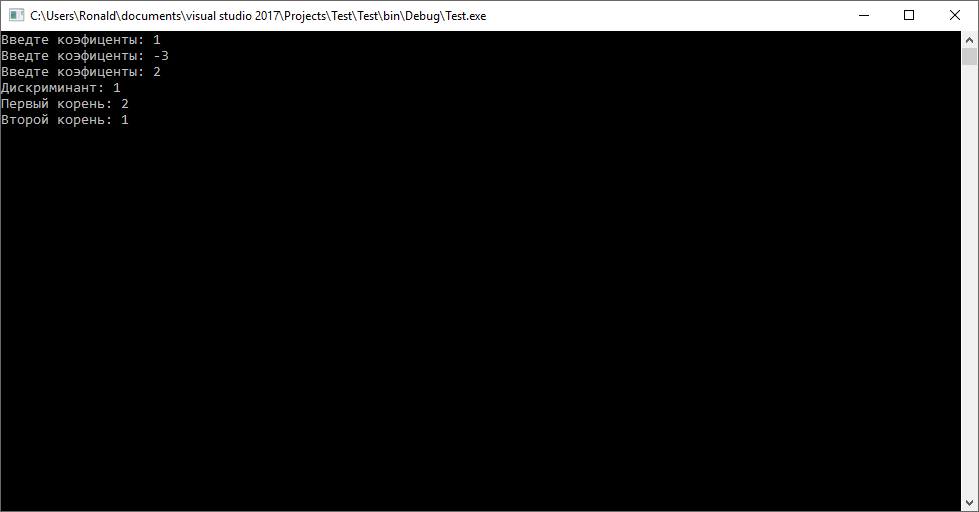 C:\Users\Ronald\documents\visual studio 2017\Projects\Test\Test\bin\Debug\Test.exe
Введте коэфиценты: 1
Введте коэфиценты: -3
Введте коэфиценты: 2
Дискриминант: 1
Первый корень: 2
Второй корень: 1